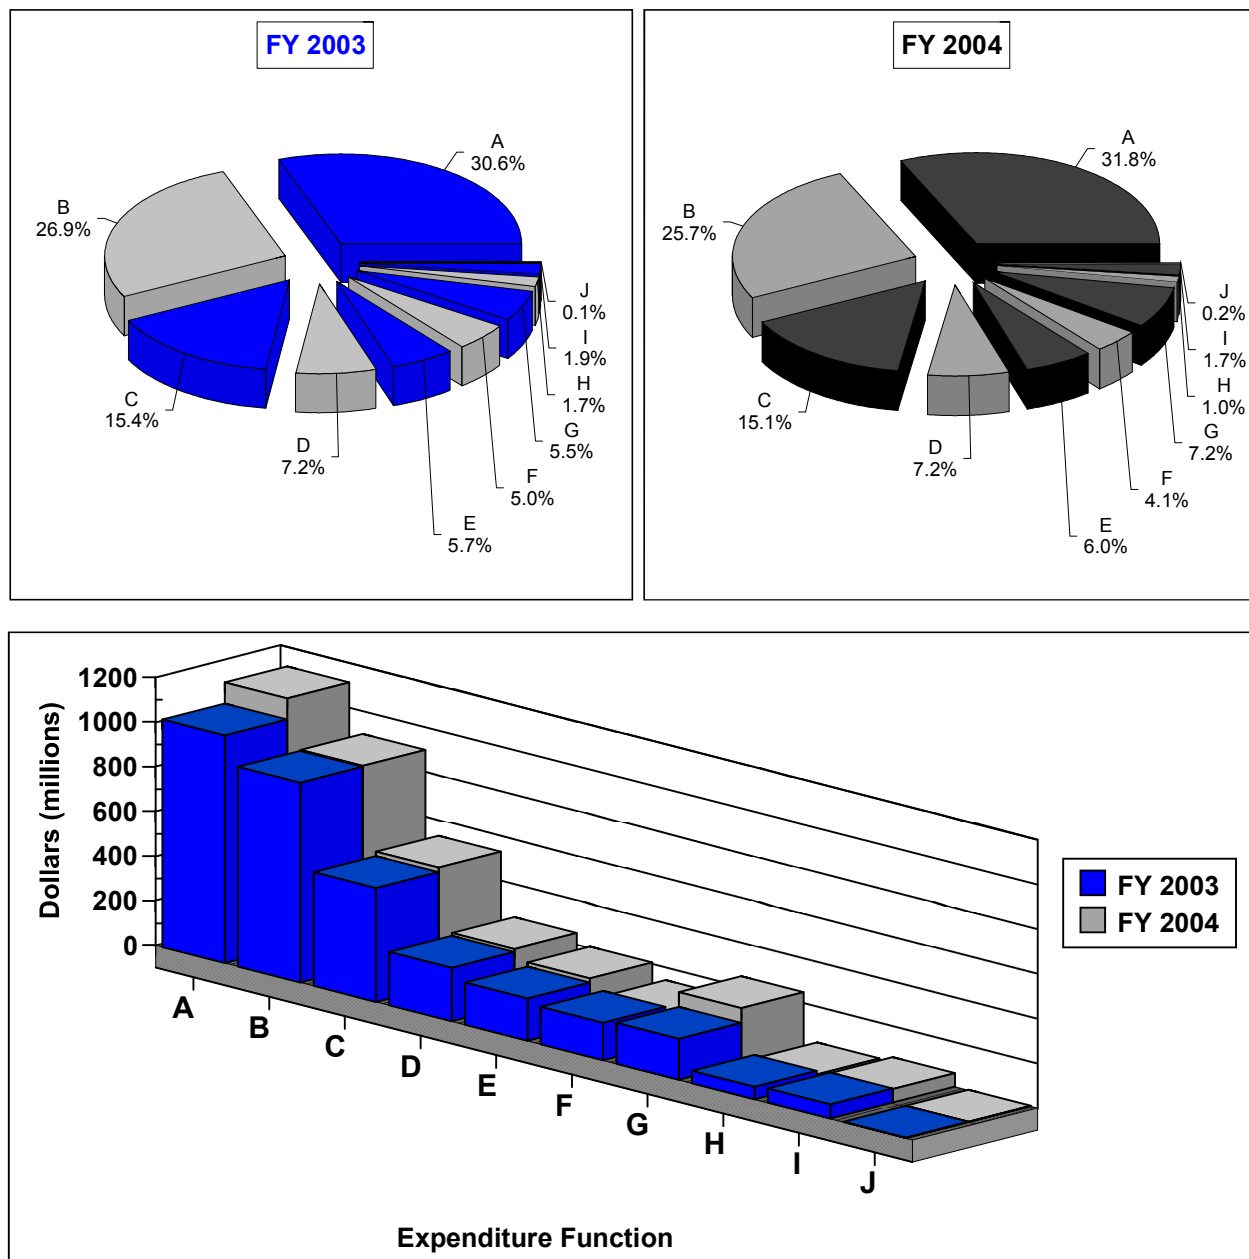 FY 2003
A
30.6%
B
26.9%
C
15.4%
D
7.2%
E
5.7%
F
5.0%
G
5.5%
H
1.7%
I
1.9%
J
0.1%
FY 2004
A
31.8%
B
25.7%
C
15.1%
D
7.2%
E
6.0%
F
4.1%
G
7.2%
H
1.0%
I
1.7%
J
0.2%
Dollars (millions)
1200
1000
800
600
400
200
0
A
B
C
D
E
F
G
H
I
J
Expenditure Function
FY 2003
FY 2004